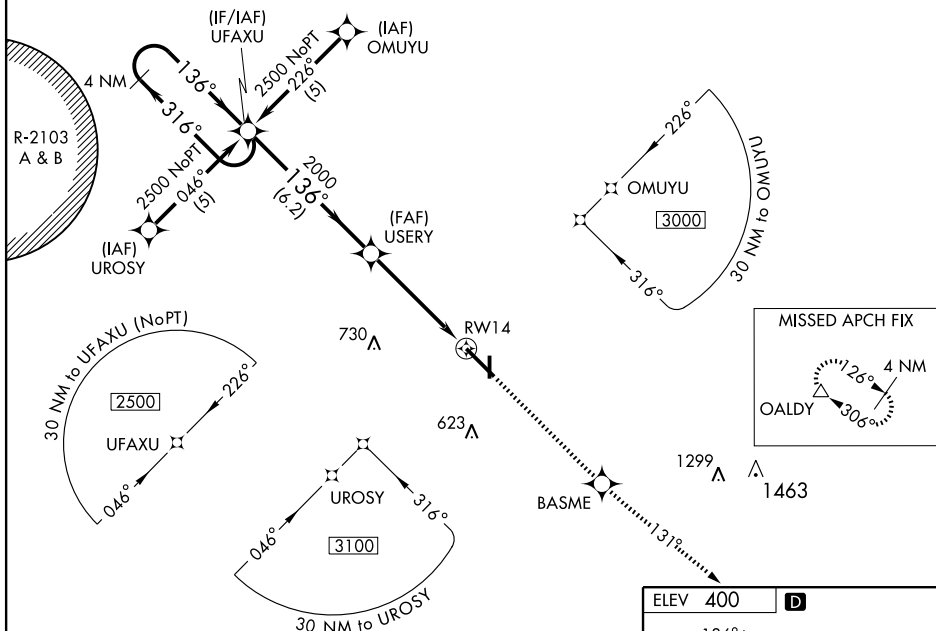 (IF/IAF)
UFAXU
(IAF)
OMUYU
2500 NoPT
226°
(5)
4 NM
136°
316°
R-2103
A & B
2500 NoPT
046°
(5)
(IAF)
UROSY
2000
136°
(6.2)
(FAF)
USERY
226°
OMUYU
3000
316°
30 NM to OMUYU
RW14
730
623
MISSED APCH FIX
4 NM
126°
306°
OALDY
30 NM to UFAXU (NoPT)
2500
226°
UFAXU
046°
UROSY
046°
316°
3100
30 NM to UROSY
BASME
1299
1463
131°
ELEV 400
D